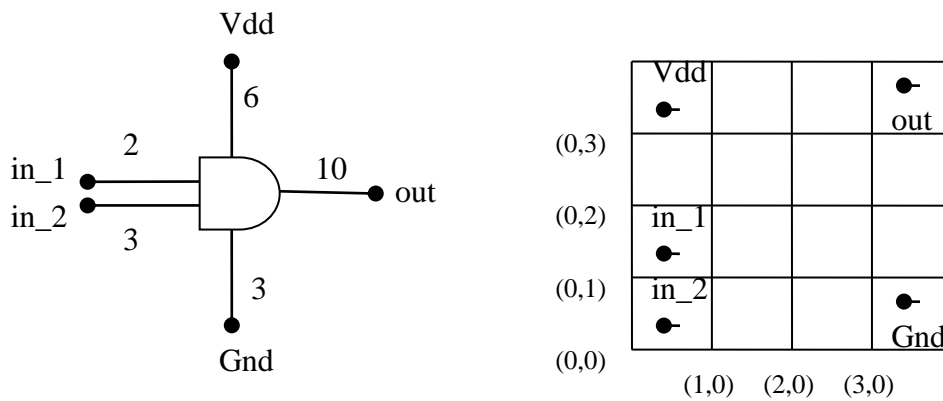 Vdd
6
2
in_1
10
out
in_2
3
3
Gnd
Vdd
out
(0,3)
(0,2)
in_1
(0,1)
in_2
Gnd
(0,0)
(1,0)
(2,0)
(3,0)